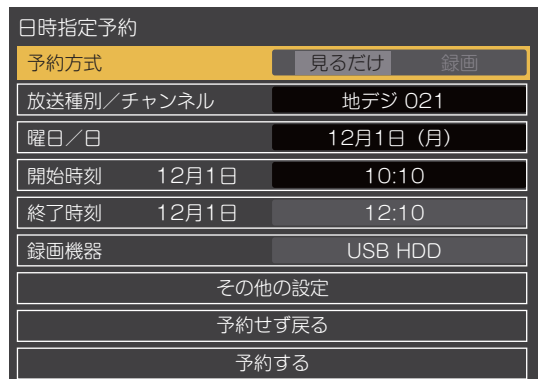 日時指定予約
予約方式 見るだけ 録画
放送種別／チャンネル 地デジ 021
曜日／日 12月1日（月）
開始時刻 12月1日 10:10
終了時刻 12月1日 12:10
録画機器 USB HDD
その他の設定
予約せず戻る
予約する